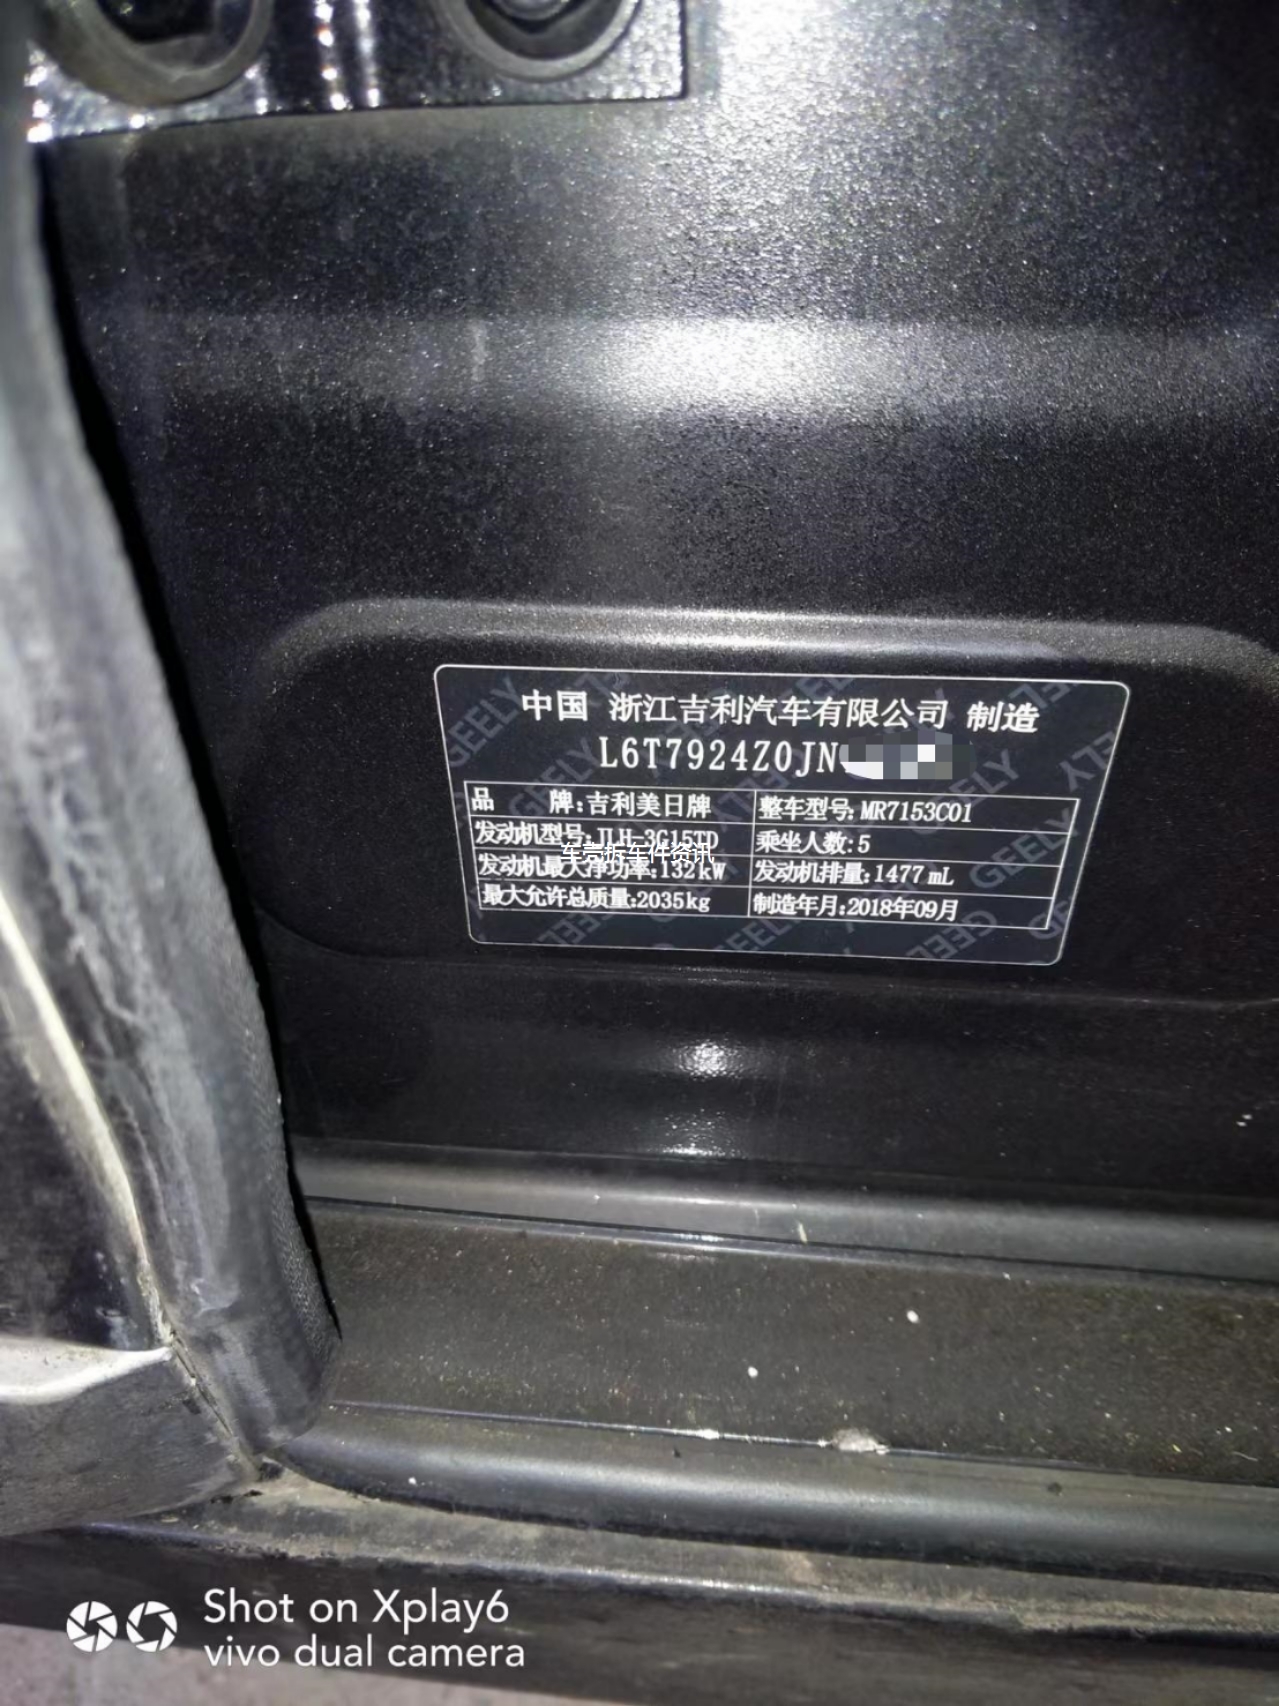 中国 浙江吉利汽车有限公司 制造
L6T7924Z0JN
品 牌:吉利美日牌 整车型号:MR7153C01
发动机型号:JLH-3G15TD 乘坐人数:5
车莞拆车件资讯
发动机最大净功率:132kW 发动机排量:1477mL
最大允许总质量:2035kg 制造年月:2018年09月
GEELY
Shot on Xplay6
vivo dual camera